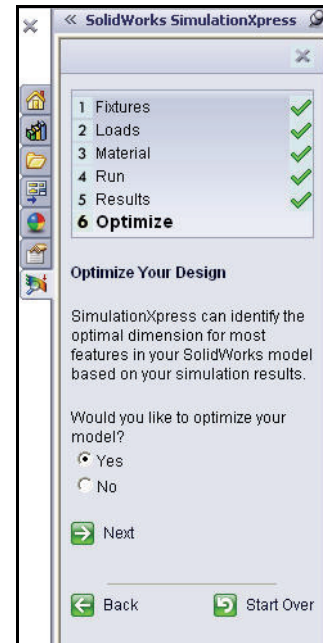 « SolidWorks SimulationXpress
1 Fixtures
2 Loads
3 Material
4 Run
5 Results
6 Optimize
Optimize Your Design
SimulationXpress can identify the
optimal dimension for most
features in your SolidWorks model
based on your simulation results.
Would you like to optimize your
model?
Yes
No
Next
Back Start Over